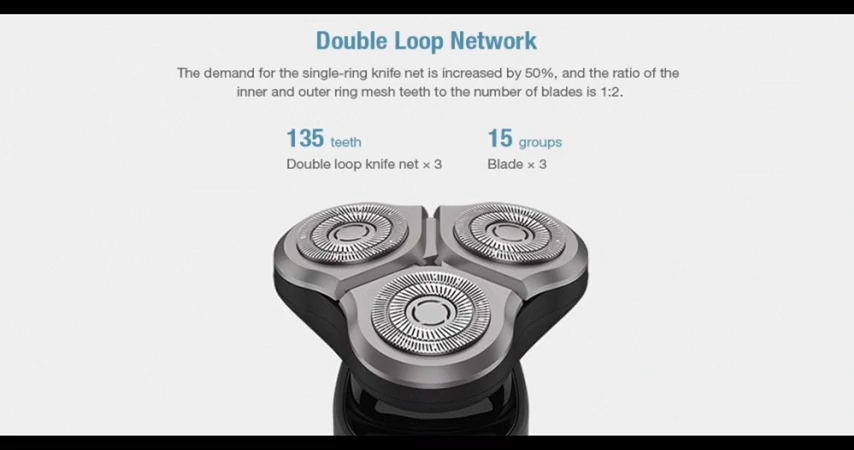 Double Loop Network
The demand for the single-ring knife net is increased by 50%, and the ratio of the
inner and outer ring mesh teeth to the number of blades is 1:2.
135 teeth
Double loop knife net × 3
15 groups
Blade × 3